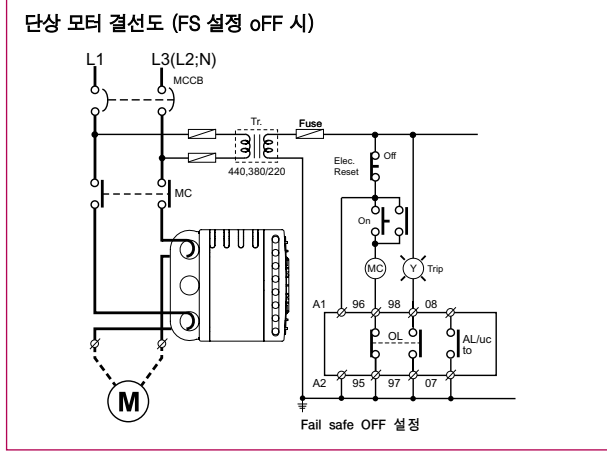 단상 모터 결선도 (FS 설정 oFF 시)
L1
L3(L2;N)
MCCB
Tr.
Fuse
440,380/220
Elec.
Reset
Off
MC
On
MC
Y
Trip
A1
96
98
08
OL
AL/uc
to
A2
95
97
07
M
Fail safe OFF 설정